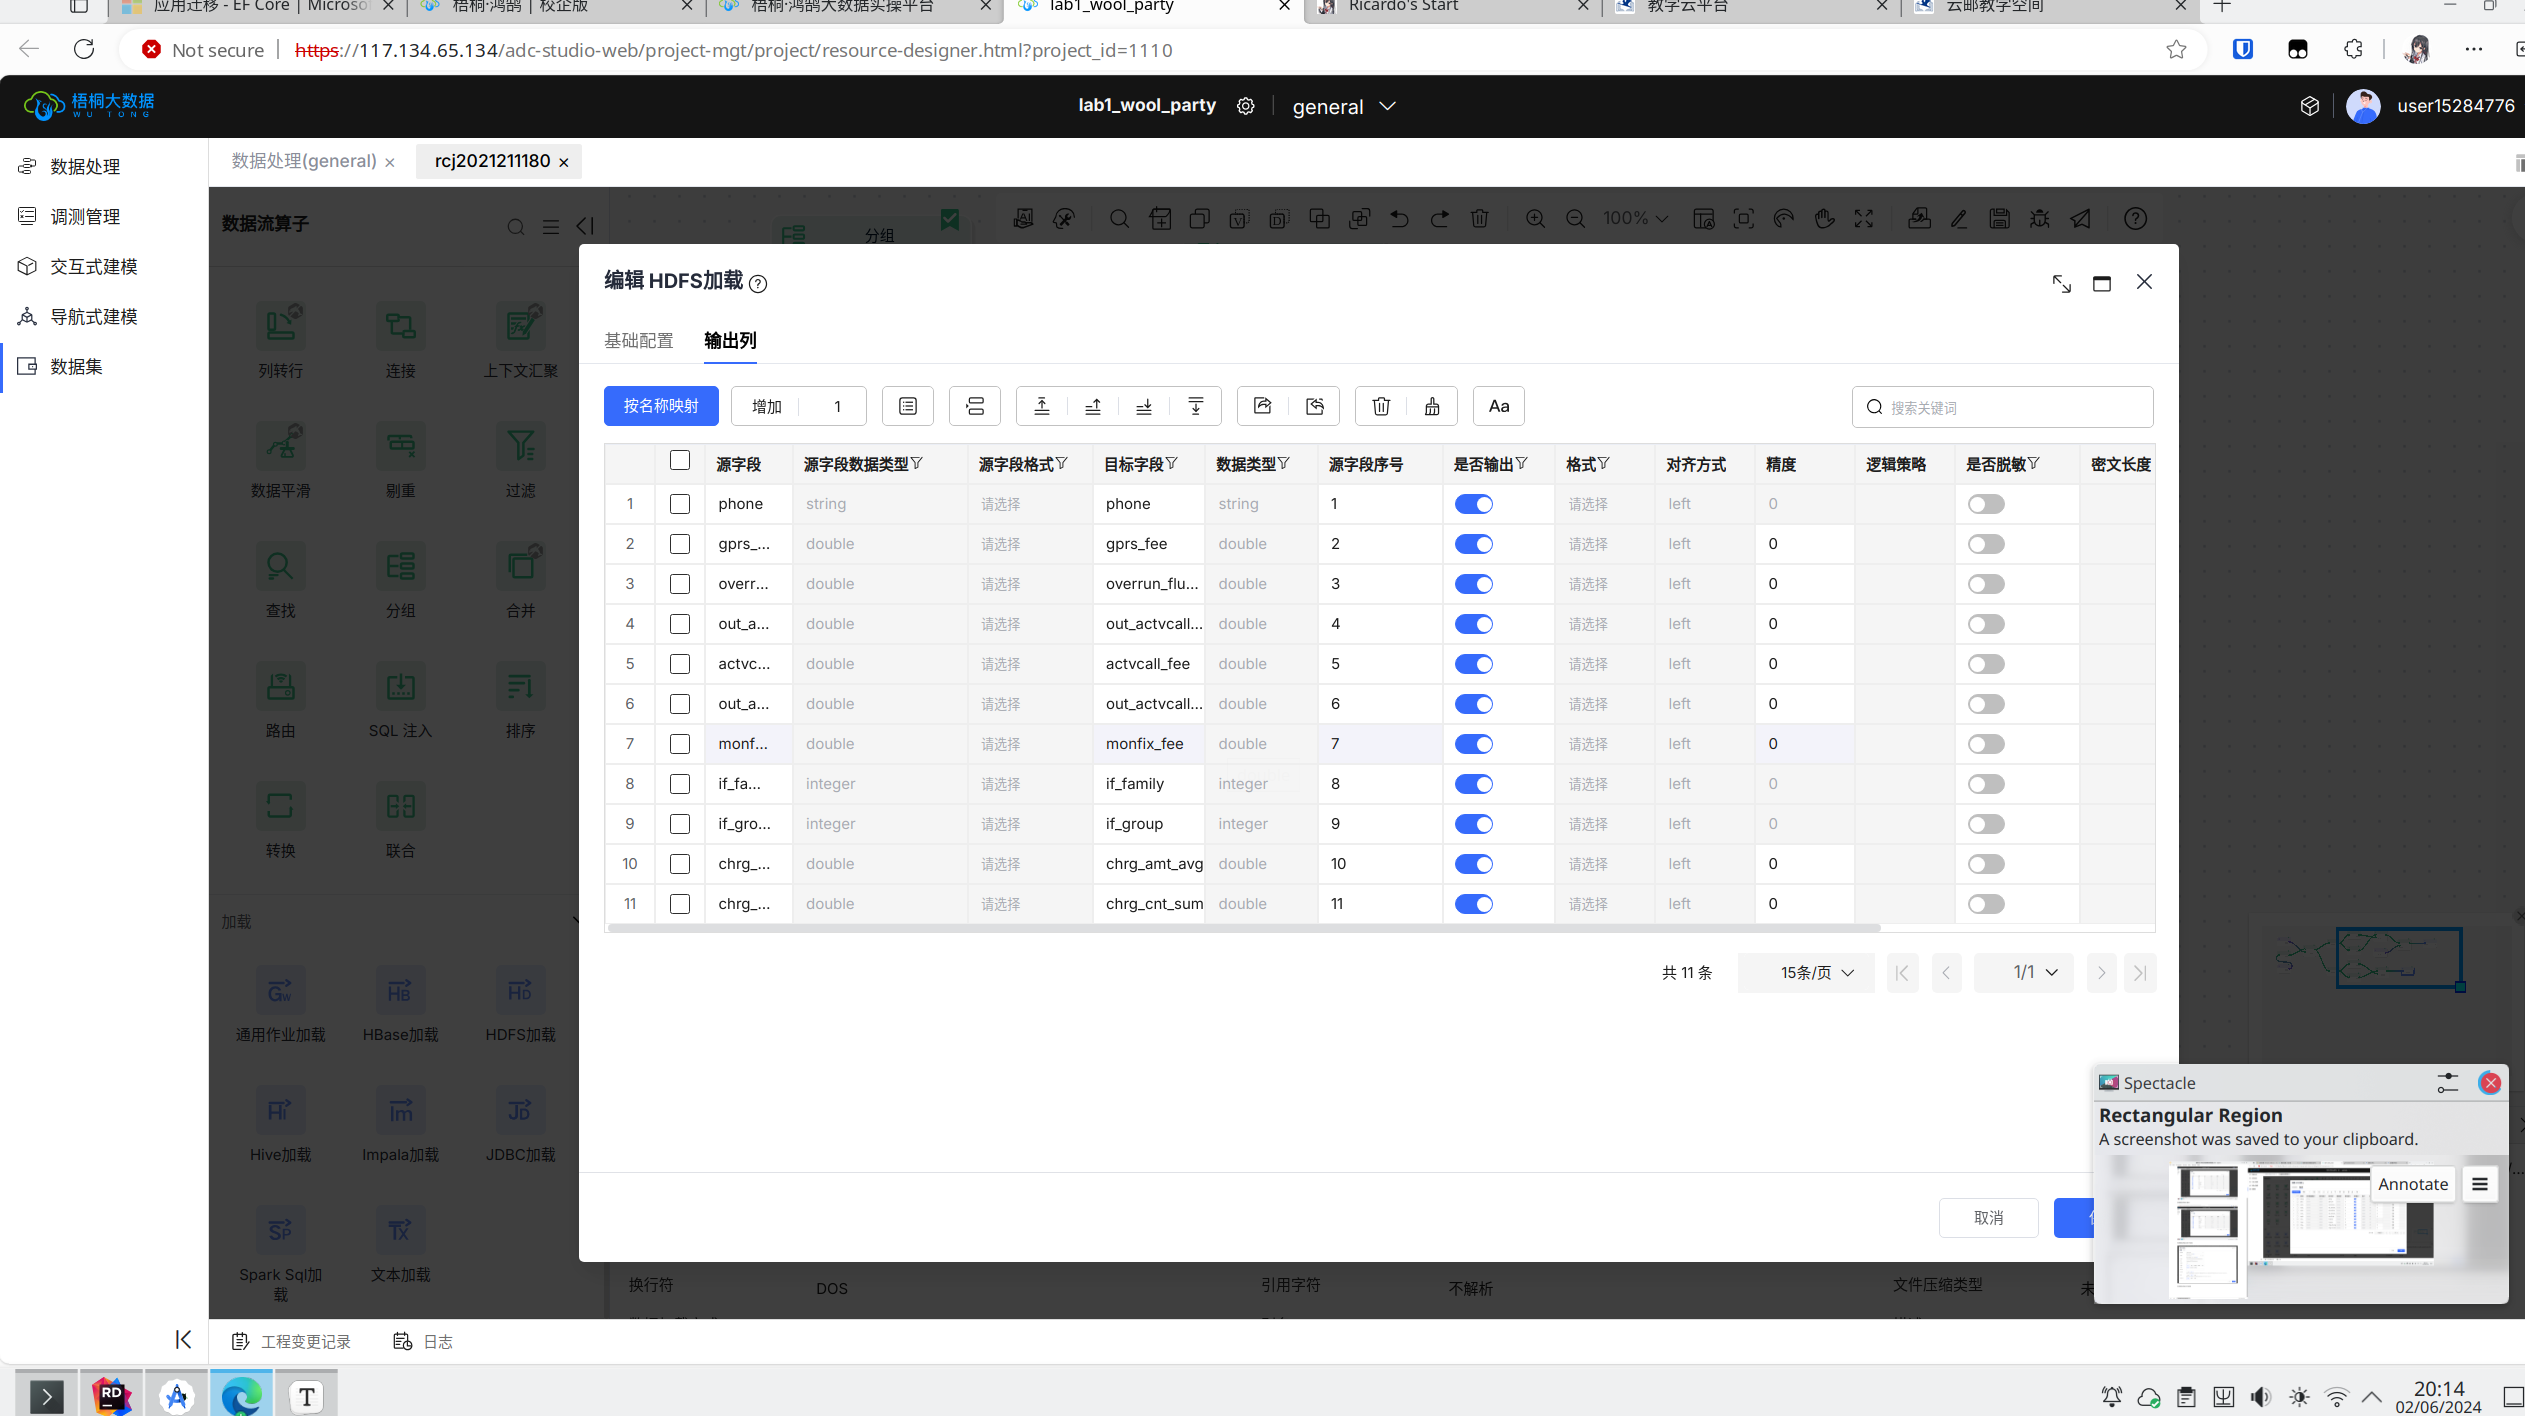 应用迁移 - EF Core | Microsof
梧桐·鸿鹄 | 校企版
梧桐·鸿鹄大数据实操平台
lab1_wool_party
Ricardo's Start
教学云平台
云邮教学空间
Not secure
https://117.134.65.134/adc-studio-web/project-mgt/project/resource-designer.html?project_id=1110
梧桐大数据
WU TONG
lab1_wool_party
general
user15284776
数据处理
调测管理
交互式建模
导航式建模
数据集
数据处理(general)
rcj2021211180
数据流算子
分组
100%
列转行
连接
上下文汇聚
数据平滑
剔重
过滤
查找
分组
合并
路由
SQL 注入
排序
转换
联合
加载
通用作业加载
HBase加载
HDFS加载
Hive加载
Impala加载
JDBC加载
Spark Sql加
载
文本加载
编辑 HDFS加载
基础配置 输出列
按名称映射 增加 1 Aa 搜索关键词
源字段 源字段数据类型 源字段格式 目标字段 数据类型 源字段序号 是否输出 格式 对齐方式 精度 逻辑策略 是否脱敏 密文长度
1 phone string 请选择 phone string 1 请选择 left 0
2 gprs_... double 请选择 gprs_fee double 2 请选择 left 0
3 overr... double 请选择 overrun_flu... double 3 请选择 left 0
4 out_a... double 请选择 out_actvcall... double 4 请选择 left 0
5 actvc... double 请选择 actvcall_fee double 5 请选择 left 0
6 out_a... double 请选择 out_actvcall... double 6 请选择 left 0
7 monf... double 请选择 monfix_fee double 7 请选择 left 0
8 if_fa... integer 请选择 if_family integer 8 请选择 left 0
9 if_gro... integer 请选择 if_group integer 9 请选择 left 0
10 chrg_... double 请选择 chrg_amt_avg double 10 请选择 left 0
11 chrg_... double 请选择 chrg_cnt_sum double 11 请选择 left 0
共 11 条 15条/页 1/1
取消
换行符 DOS 引用字符 不解析 文件压缩类型 未
Spectacle
Rectangular Region
A screenshot was saved to your clipboard.
Annotate
工程变更记录 日志
20:14
02/06/2024